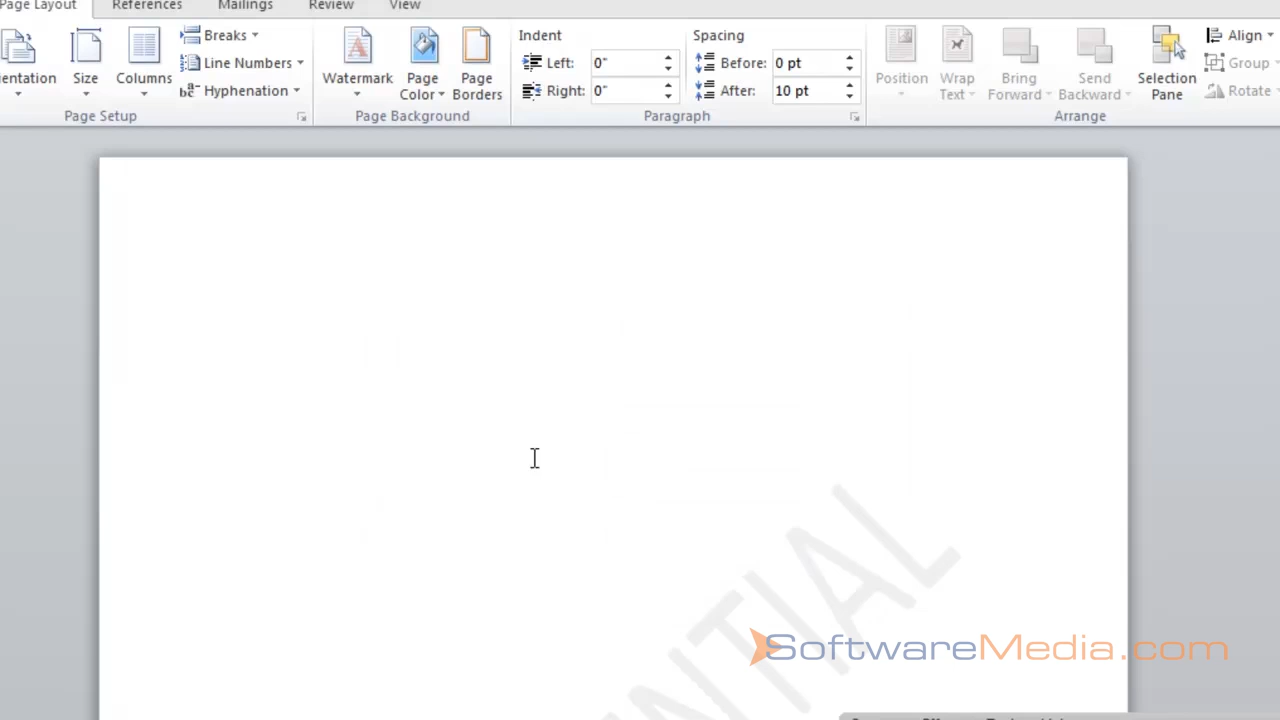 Page Layout References Mailings Review View
Breaks Indent Spacing Align
Line Numbers Left: 0" Before: 0 pt Group
Hyphenation Right: 0" After: 10 pt Rotate
Size Columns Watermark Page Color Page Borders Position Wrap Text Bring Forward Send Backward Selection Pane
Page Setup Page Background Paragraph Arrange
SoftwareMedia.com